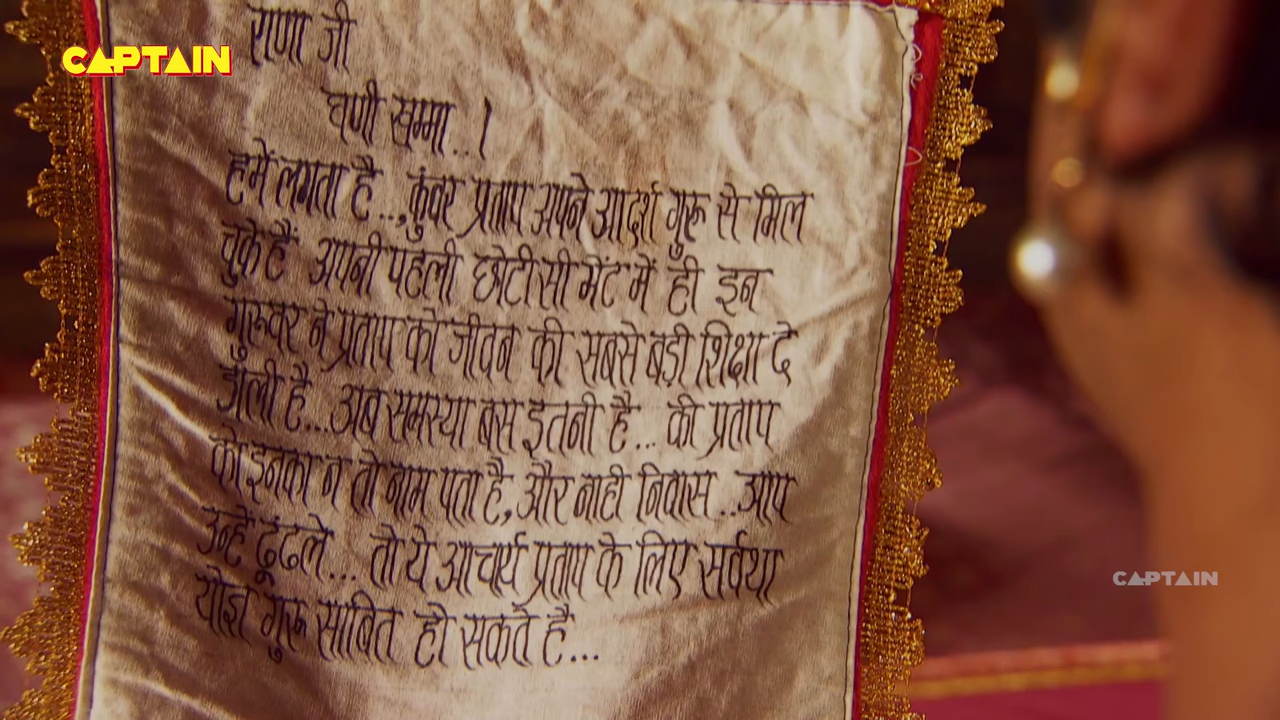 CAPTAIN
राणा जी
घणी खम्मा..।
हमें लगता है...,कुंवर प्रताप अपने आदर्श गुरू से मिल
चुके हैं अपनी पहली छोटी सी भेंट में ही इन
गुरूवर ने प्रताप को जीवन की सबसे बड़ी शिक्षा दे
डाली है...अब समस्या बस इतनी है... की प्रताप
को इनका न तो नाम पता है, और नाही निवास...आप
उन्हें ढूंढले... तो ये आचार्य प्रताप के लिए सर्वथा
योज्ञ गुरू साबित हो सकते है...
CAPTAIN